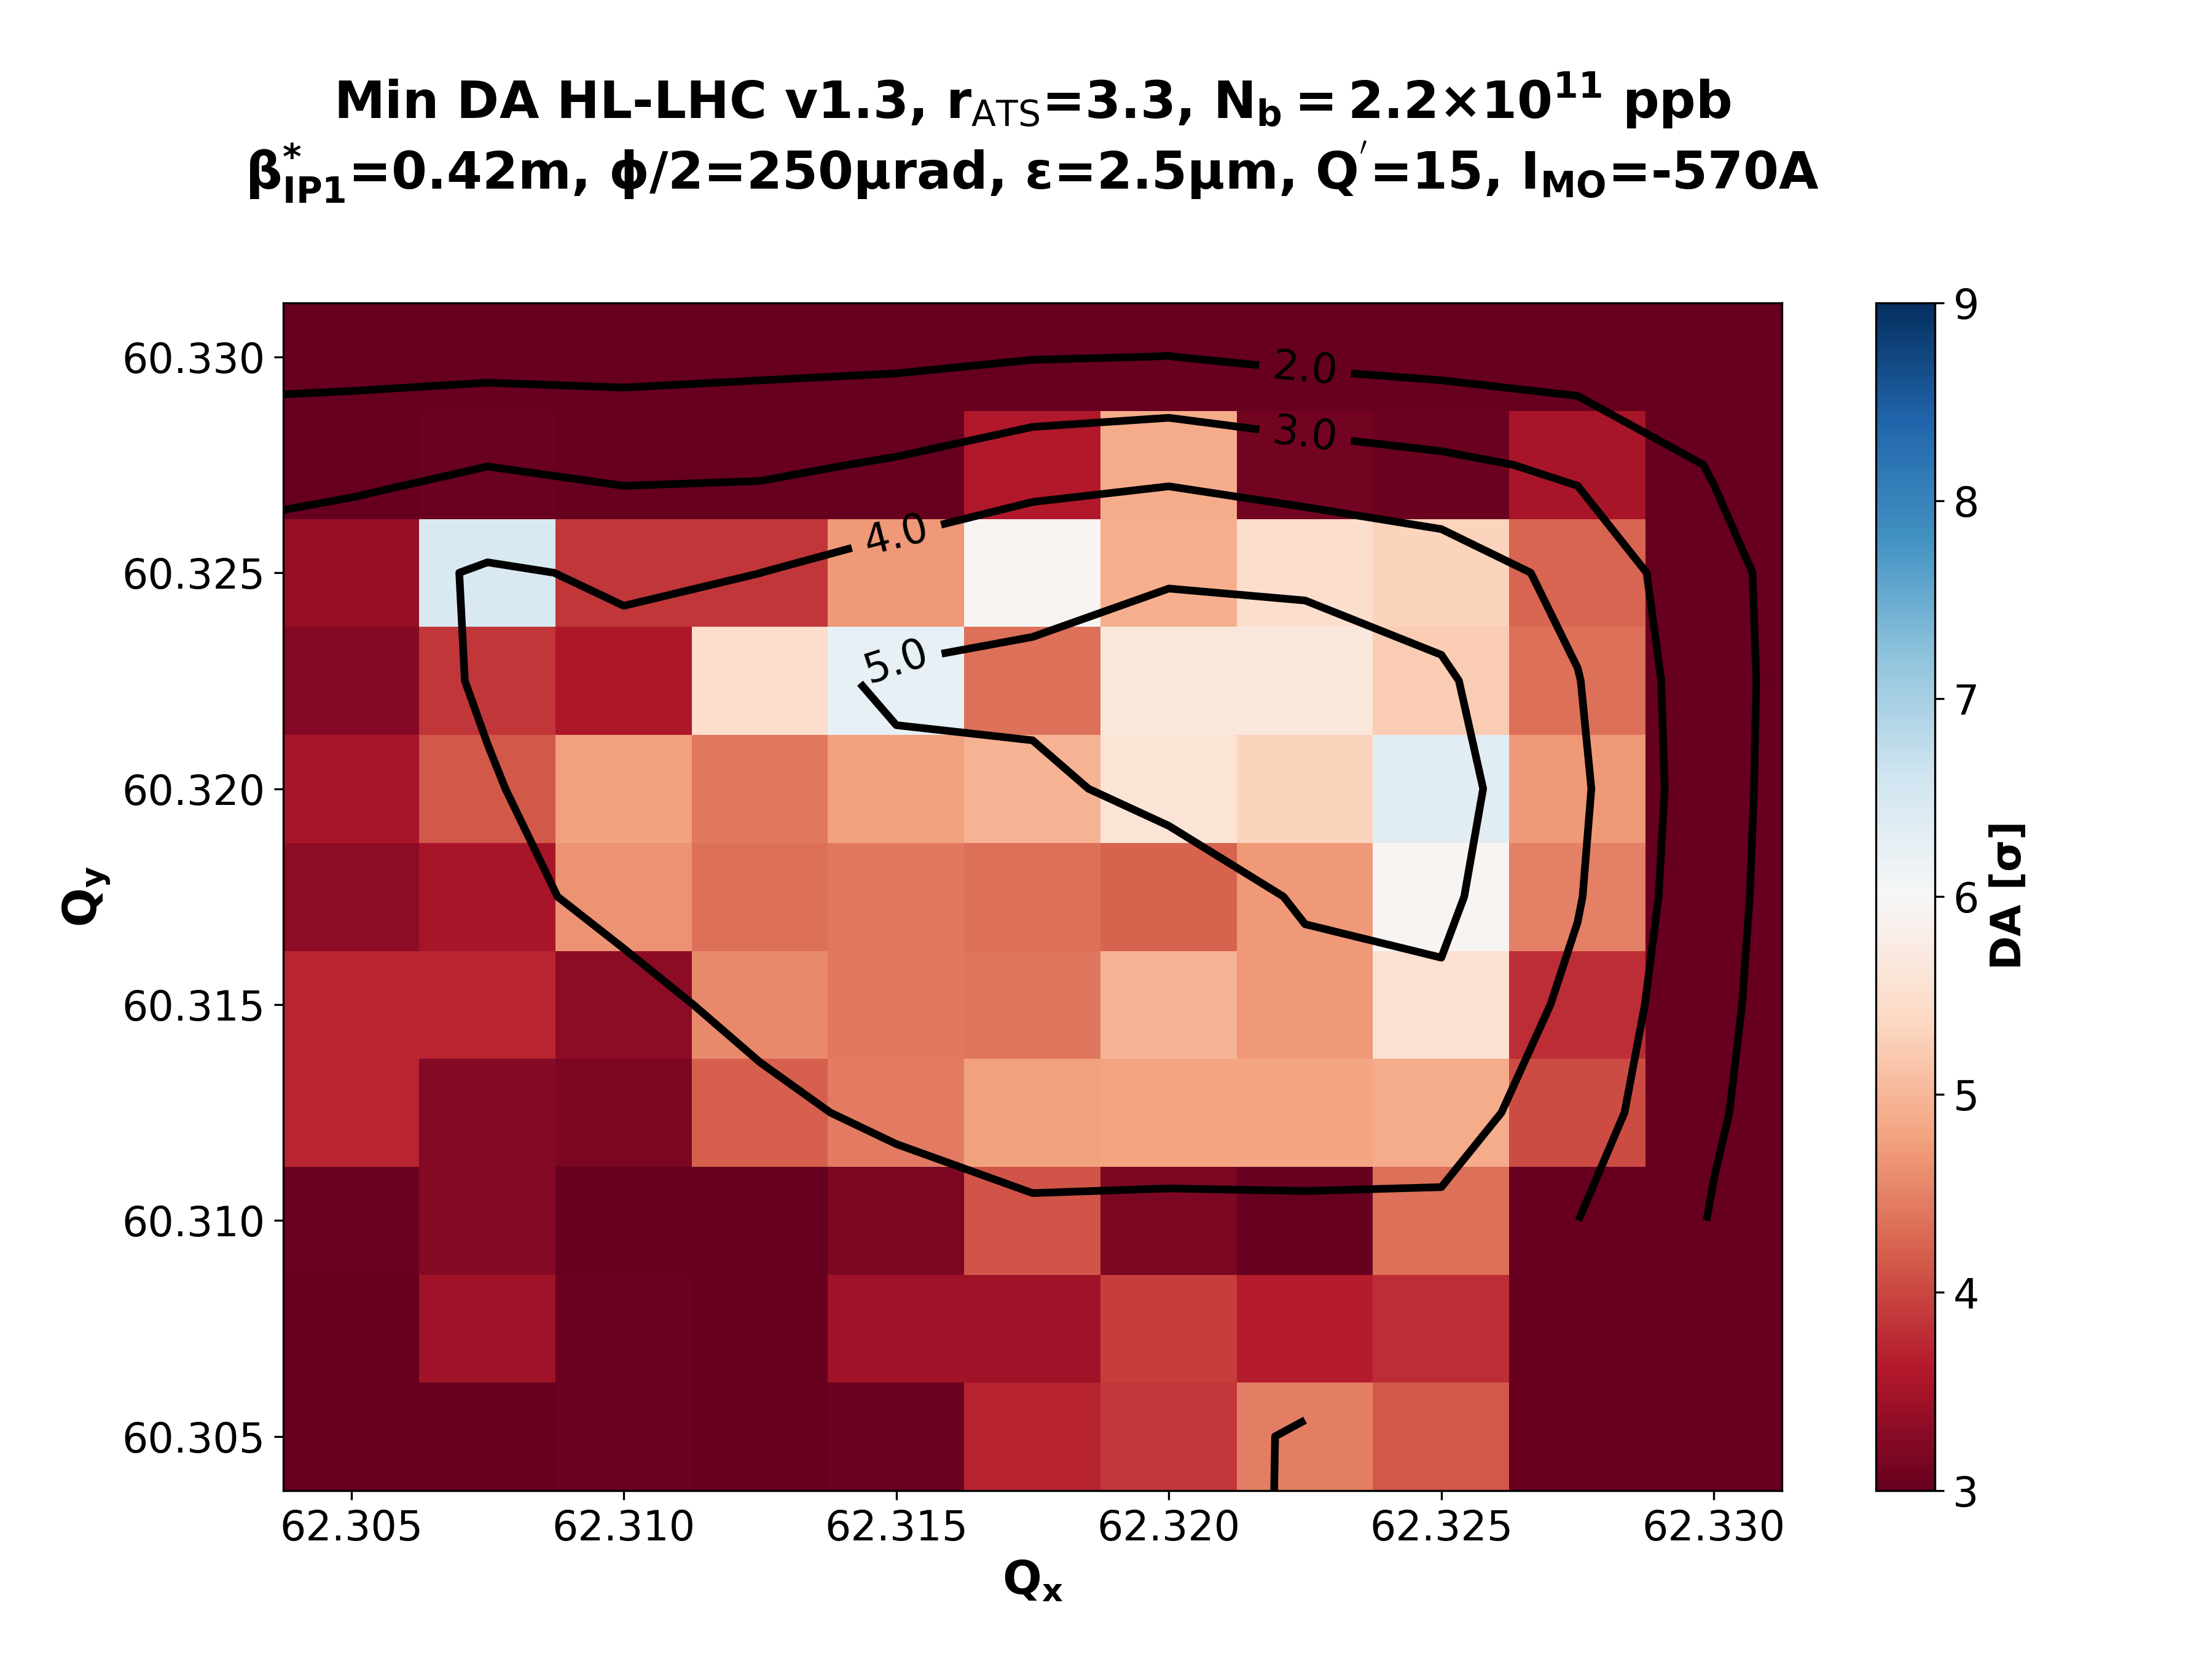 Min DA HL-LHC v1.3, r_ATS=3.3, N_b = 2.2×10^11 ppb
β*_IP1=0.42m, ϕ/2=250μrad, ε=2.5μm, Q′=15, I_MO=-570A
2.0
3.0
4.0
5.0
60.330
60.325
60.320
60.315
60.310
60.305
Q_y
62.305 62.310 62.315 62.320 62.325 62.330
Q_x
9
8
7
6
5
4
3
DA [σ]